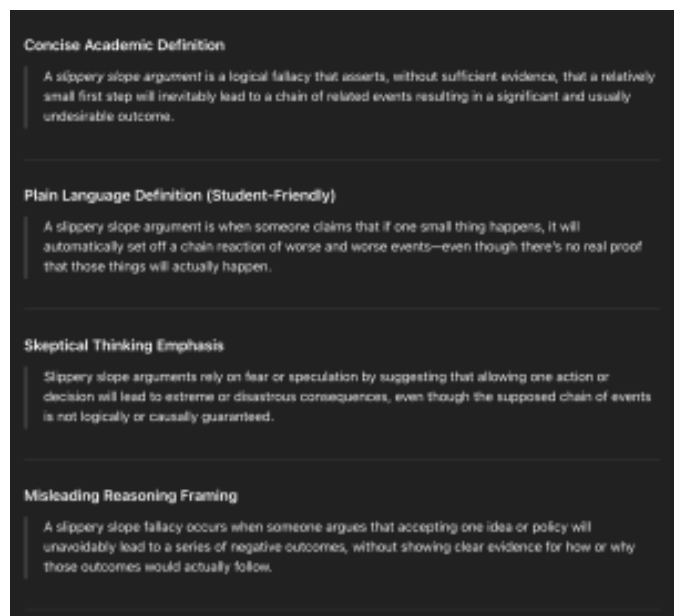 Concise Academic Definition
A slippery slope argument is a logical fallacy that asserts, without sufficient evidence, that a relatively
small first step will inevitably lead to a chain of related events resulting in a significant and usually
undesirable outcome.
Plain Language Definition (Student-Friendly)
A slippery slope argument is when someone claims that if one small thing happens, it will
automatically set off a chain reaction of worse and worse events—even though there's no real proof
that those things will actually happen.
Skeptical Thinking Emphasis
Slippery slope arguments rely on fear or speculation by suggesting that allowing one action or
decision will lead to extreme or disastrous consequences, even though the supposed chain of events
is not logically or causally guaranteed.
Misleading Reasoning Framing
A slippery slope fallacy occurs when someone argues that accepting one idea or policy will
unavoidably lead to a series of negative outcomes, without showing clear evidence for how or why
those outcomes would actually follow.